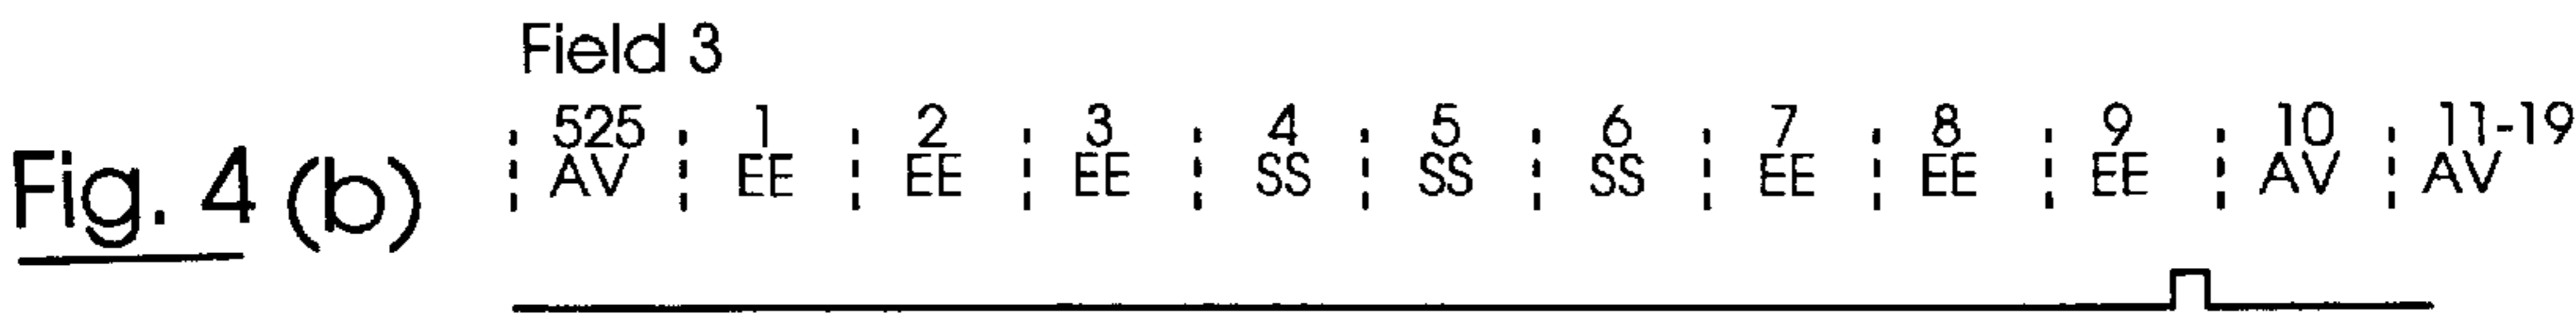 Field 3
525 1 2 3 4 5 6 7 8 9 10 11-19
AV EE EE EE SS SS SS EE EE EE AV AV
Fig. 4 (b)